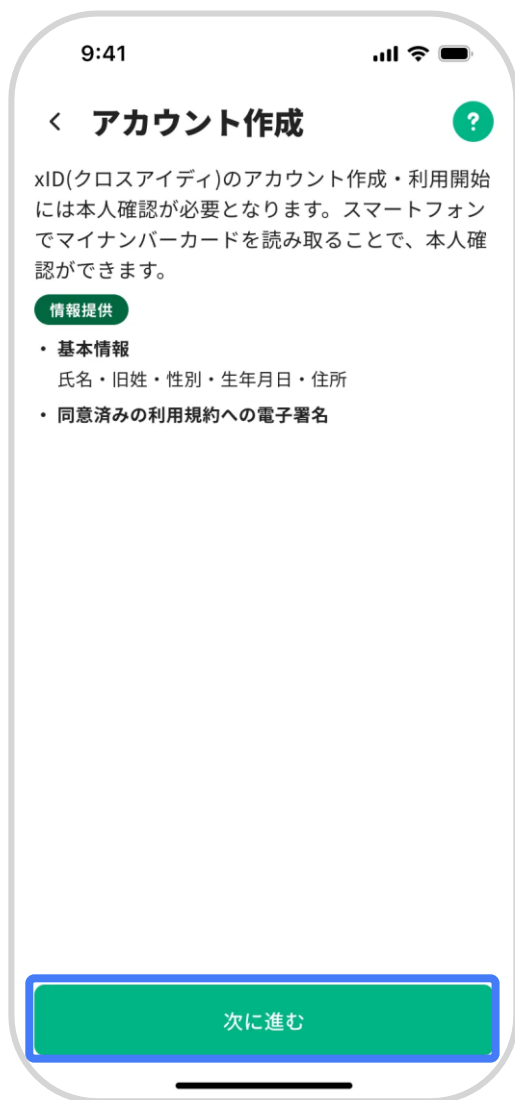 9:41
アカウント作成
?
xID(クロスアイディ)のアカウント作成・利用開始
には本人確認が必要となります。スマートフォン
でマイナンバーカードを読み取ることで、本人確
認ができます。
情報提供
・基本情報
氏名・旧姓・性別・生年月日・住所
・同意済みの利用規約への電子署名
次に進む